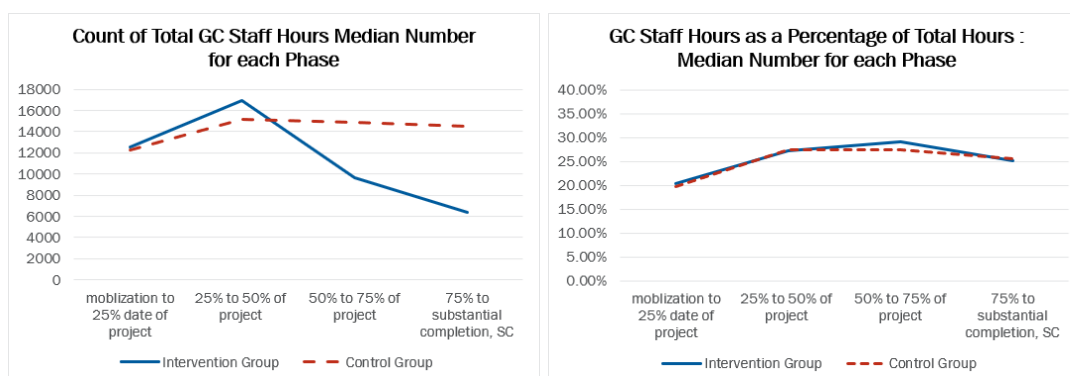 Count of Total GC Staff Hours Median Number
for each Phase
18000
16000
14000
12000
10000
8000
6000
4000
2000
0
moblization to
25% date of
project
25% to 50% of
project
50% to 75% of
project
75% to
substantial
completion, SC
Intervention Group
Control Group
GC Staff Hours as a Percentage of Total Hours :
Median Number for each Phase
40.00%
35.00%
30.00%
25.00%
20.00%
15.00%
10.00%
5.00%
0.00%
moblization to
25% date of
project
25% to 50% of
project
50% to 75% of
project
75% to
substantial
completion, SC
Intervention Group
Control Group